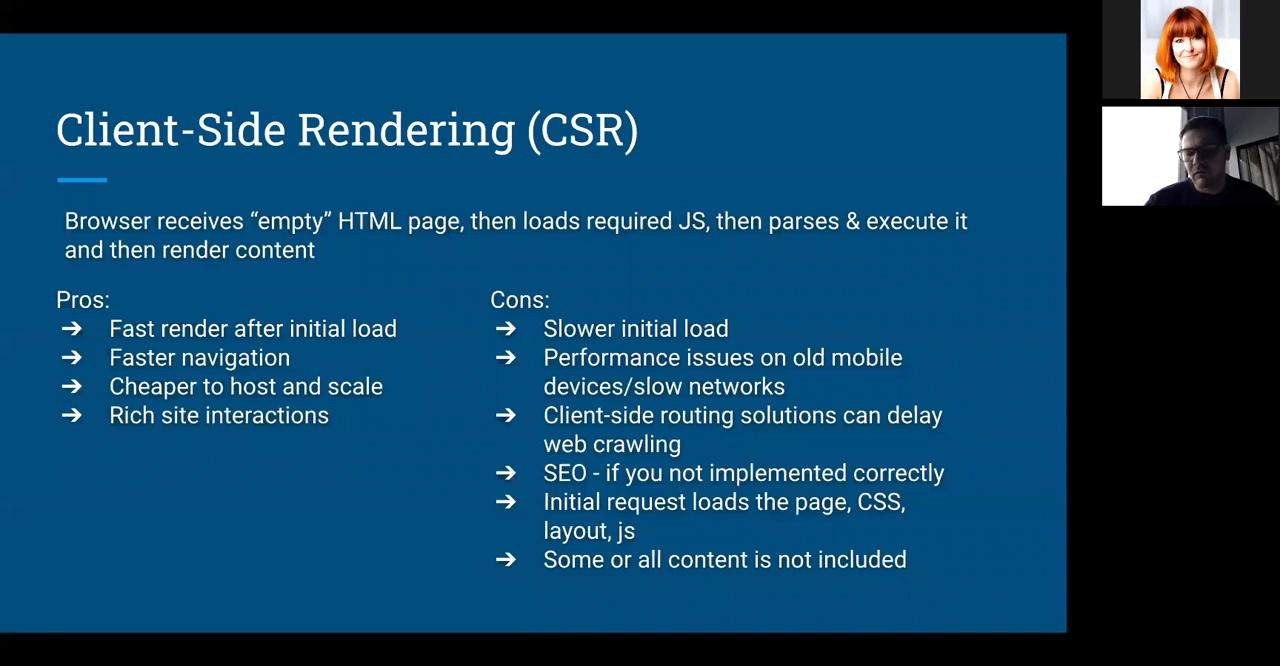 Client-Side Rendering (CSR)
Browser receives “empty” HTML page, then loads required JS, then parses & execute it
and then render content
Pros:
➔ Fast render after initial load
➔ Faster navigation
➔ Cheaper to host and scale
➔ Rich site interactions
Cons:
➔ Slower initial load
➔ Performance issues on old mobile
devices/slow networks
➔ Client-side routing solutions can delay
web crawling
➔ SEO - if you not implemented correctly
➔ Initial request loads the page, CSS,
layout, js
➔ Some or all content is not included